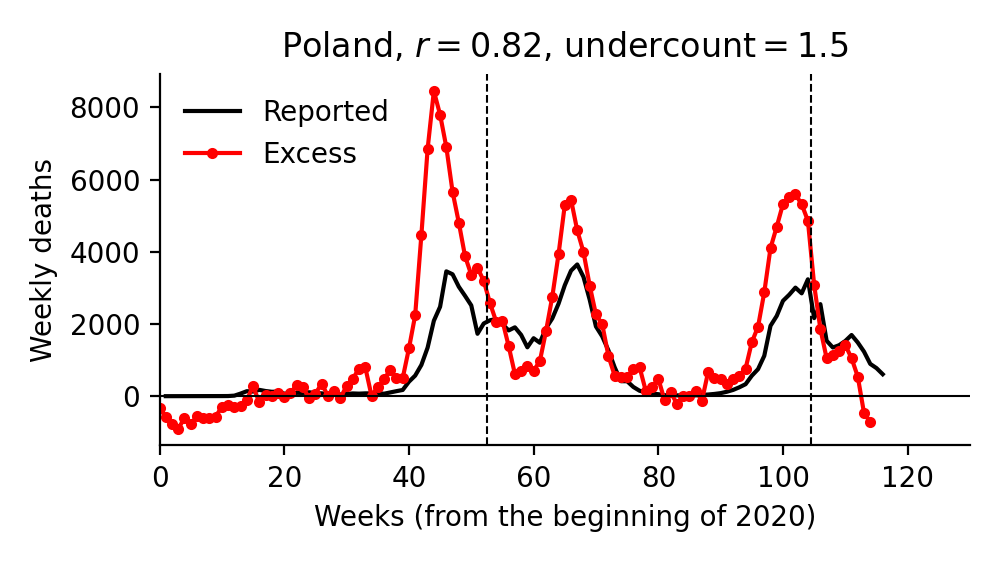 Poland, r = 0.82, undercount = 1.5
Reported
Excess
Weekly deaths
8000
6000
4000
2000
0
0 20 40 60 80 100 120
Weeks (from the beginning of 2020)